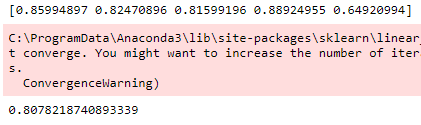 [0.85994897 0.82470896 0.81599196 0.88924955 0.64920994]
C:\ProgramData\Anaconda3\lib\site-packages\sklearn\linear_
t converge. You might want to increase the number of iter
s.
ConvergenceWarning)
0.8078218740893339